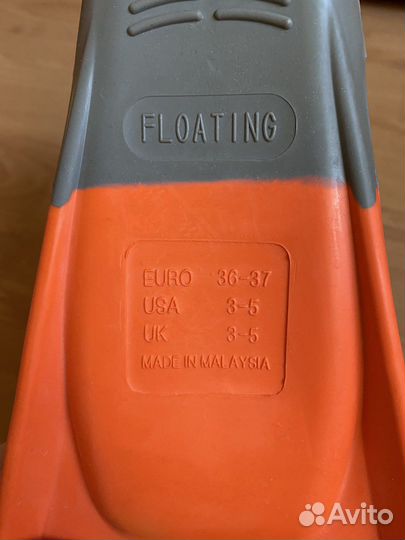 FLOATING
EURO 36-37
USA 3-5
UK 3-5
MADE IN MALAYSIA
Avito